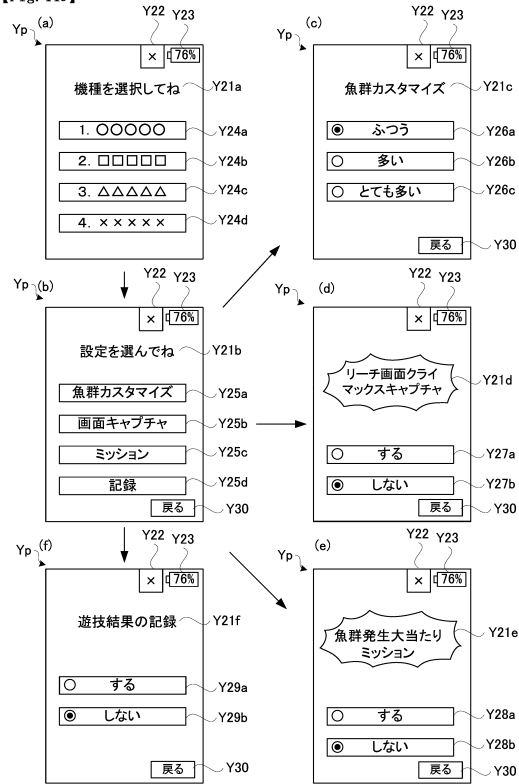 (a)
Yp
Y22 Y23
×
76%
機種を選択してね
Y21a
1. ○○○○○
Y24a
2. □□□□□
Y24b
3. △△△△△
Y24c
4. ×××××
Y24d
(c)
Yp
Y22 Y23
×
76%
魚群カスタマイズ
Y21c
ふつう
Y26a
多い
Y26b
とても多い
Y26c
戻る
Y30
(b)
Yp
Y22 Y23
×
76%
設定を選んでね
Y21b
魚群カスタマイズ
Y25a
画面キャプチャ
Y25b
ミッション
Y25c
記録
Y25d
戻る
Y30
(d)
Yp
Y22 Y23
×
76%
リーチ画面クライ
マックスキャプチャ
Y21d
する
Y27a
しない
Y27b
戻る
Y30
(f)
Yp
Y22 Y23
×
76%
遊技結果の記録
Y21f
する
Y29a
しない
Y29b
戻る
Y30
(e)
Yp
Y22 Y23
×
76%
魚群発生大当たり
ミッション
Y21e
する
Y28a
しない
Y28b
戻る
Y30